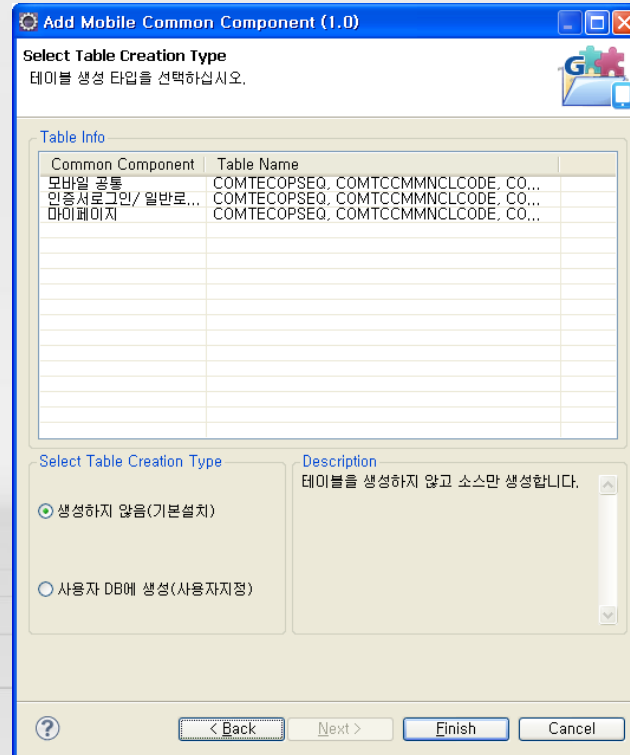 Add Mobile Common Component (1.0)
Select Table Creation Type
테이블 생성 타입을 선택하십시오.
G
Table Info
Common Component Table Name
모바일 공통 COMTECOPSEQ, COMTCCMMNCLCODE, CO...
인증서로그인/ 일반로... COMTECOPSEQ, COMTCCMMNCLCODE, CO...
마이페이지 COMTECOPSEQ, COMTCCMMNCLCODE, CO...
Select Table Creation Type
생성하지 않음(기본설치)
사용자 DB에 생성(사용자지정)
Description
테이블을 생성하지 않고 소스만 생성합니다.
? < Back Next > Finish Cancel